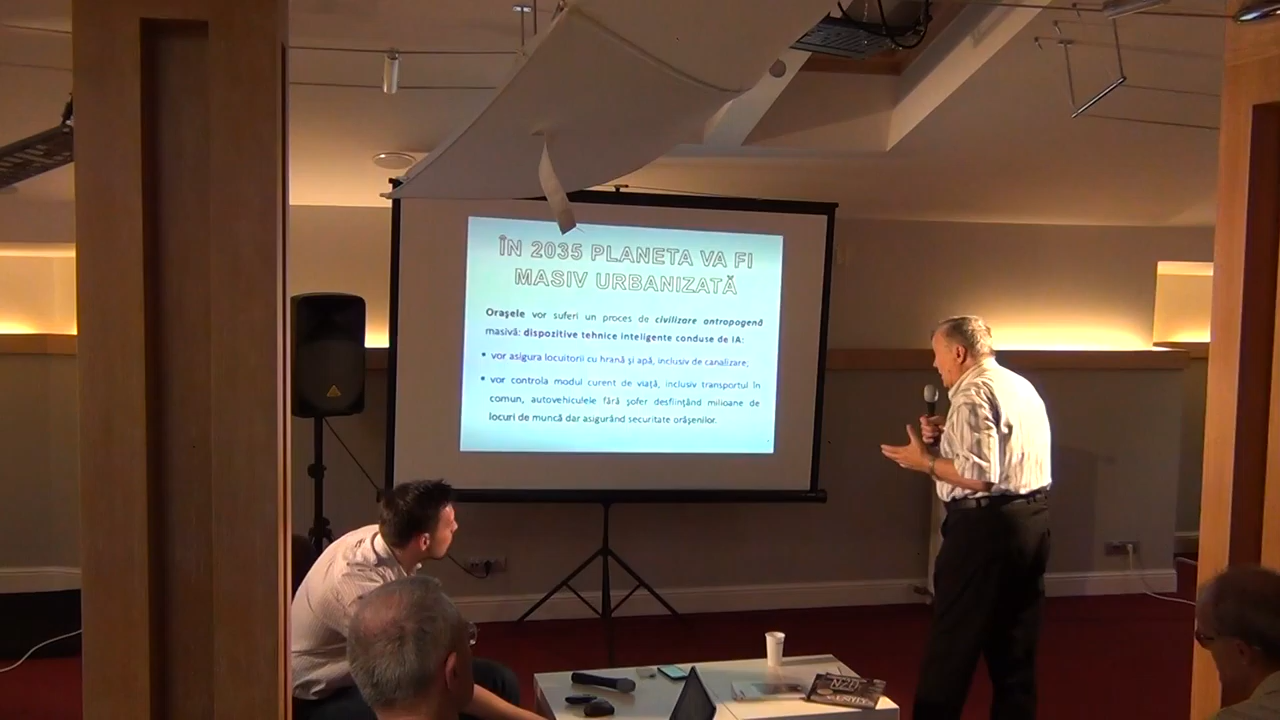 ÎN 2035 PLANETA VA FI
MASIV URBANIZATĂ
Orașele vor suferi un proces de civilizare antropogenă
masivă: dispozitive tehnice inteligente conduse de IA:
• vor asigura locuitorii cu hrană și apă, inclusiv de canalizare;
• vor controla modul curent de viață, inclusiv transportul în
comun, autovehiculele fără șofer desființând milioane de
locuri de muncă dar asigurând securitate orășenilor.